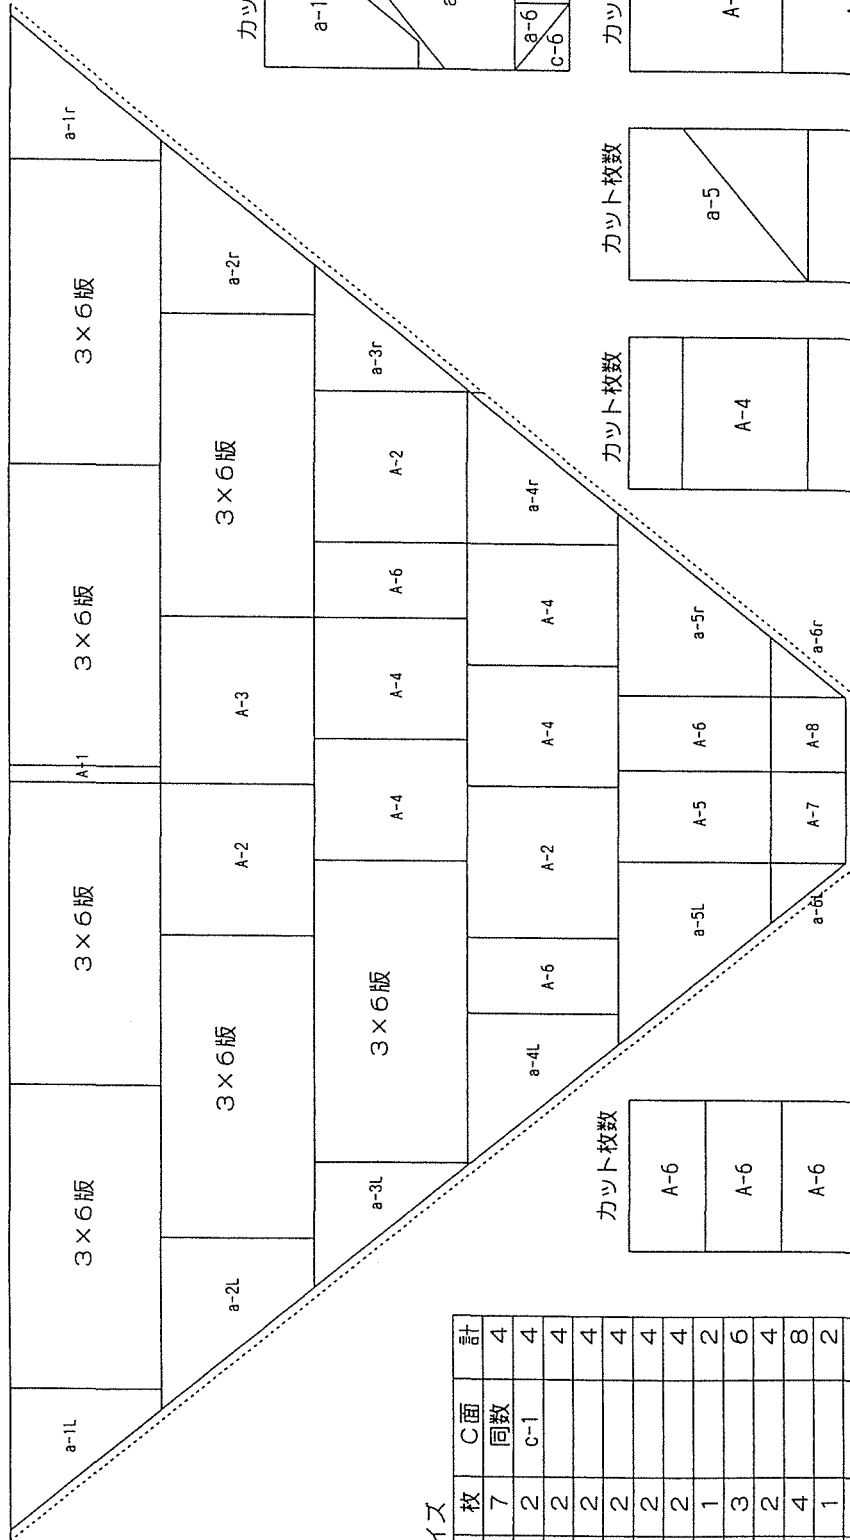 a-1L 3×6版 3×6版 A-1 3×6版 3×6版 a-1r
a-2L 3×6版 A-2 A-3 3×6版 a-2r
a-3L 3×6版 A-4 A-4 A-6 A-2 a-3r
a-4L A-6 A-2 A-4 A-4 a-4r
a-5L A-5 A-6 a-5r
a-6L A-7 A-8 a-6r
イズ
枚 C面 計
7 同数 4
2 c-1 4
2 4
2 4
2 4
2 4
2 4
1 2
3 6
2 4
4 8
1 2
カット枚数
A-6
A-6
A-6
カット枚数
A-4
カット枚数
a-5
カッ
a-1
a-6
c-6
カッ
A-